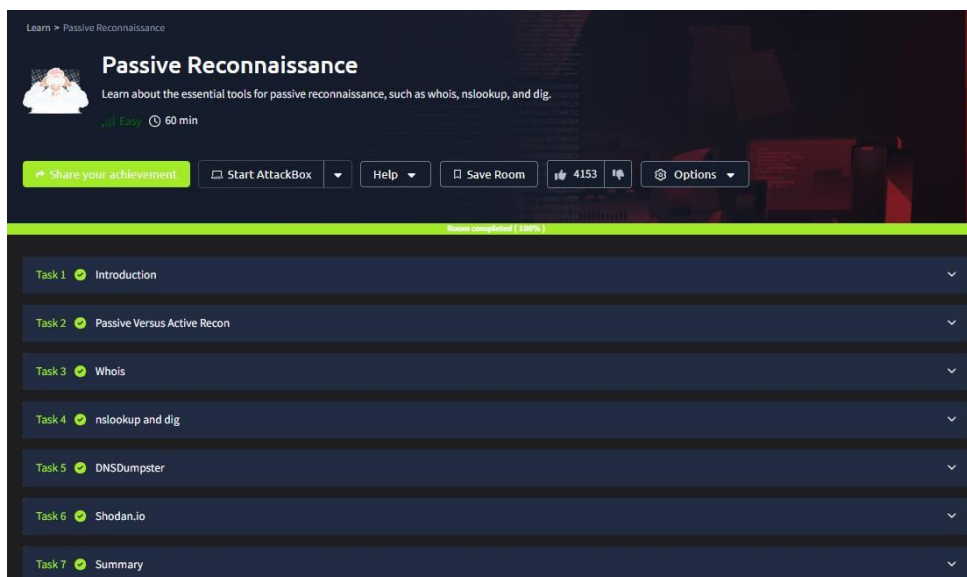 Learn > Passive Reconnaissance
Passive Reconnaissance
Learn about the essential tools for passive reconnaissance, such as whois, nslookup, and dig.
Easy 60 min
Share your achievement Start AttackBox Help Save Room 4153 Options
Room completed ( 100% )
Task 1 Introduction
Task 2 Passive Versus Active Recon
Task 3 Whois
Task 4 nslookup and dig
Task 5 DNSDumpster
Task 6 Shodan.io
Task 7 Summary